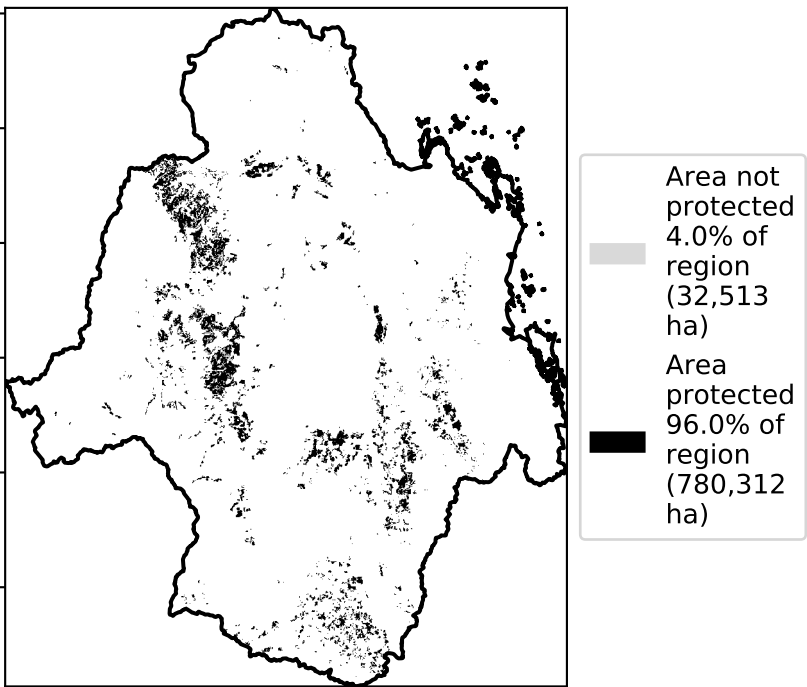 Area not
protected
4.0% of
region
(32,513
ha)
Area
protected
96.0% of
region
(780,312
ha)